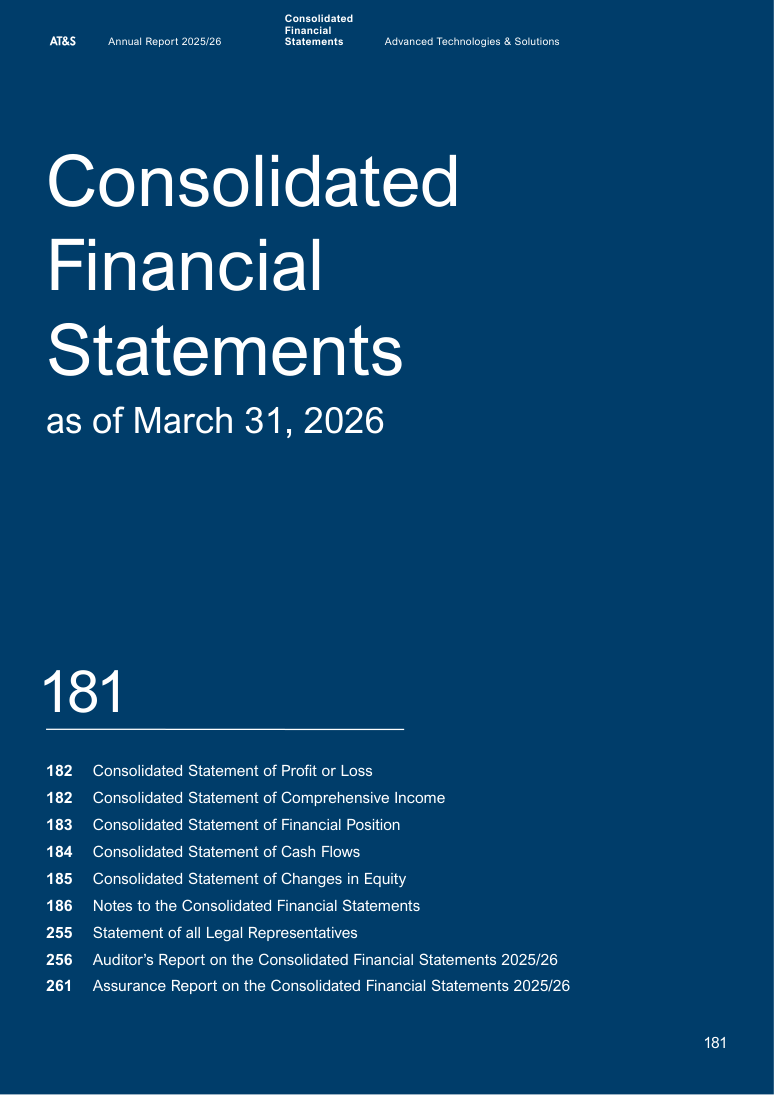 AT&S
Annual Report 2025/26
Consolidated
Financial
Statements
Advanced Technologies & Solutions
Consolidated
Financial
Statements
as of March 31, 2026
181
182 Consolidated Statement of Profit or Loss
182 Consolidated Statement of Comprehensive Income
183 Consolidated Statement of Financial Position
184 Consolidated Statement of Cash Flows
185 Consolidated Statement of Changes in Equity
186 Notes to the Consolidated Financial Statements
255 Statement of all Legal Representatives
256 Auditor’s Report on the Consolidated Financial Statements 2025/26
261 Assurance Report on the Consolidated Financial Statements 2025/26
181